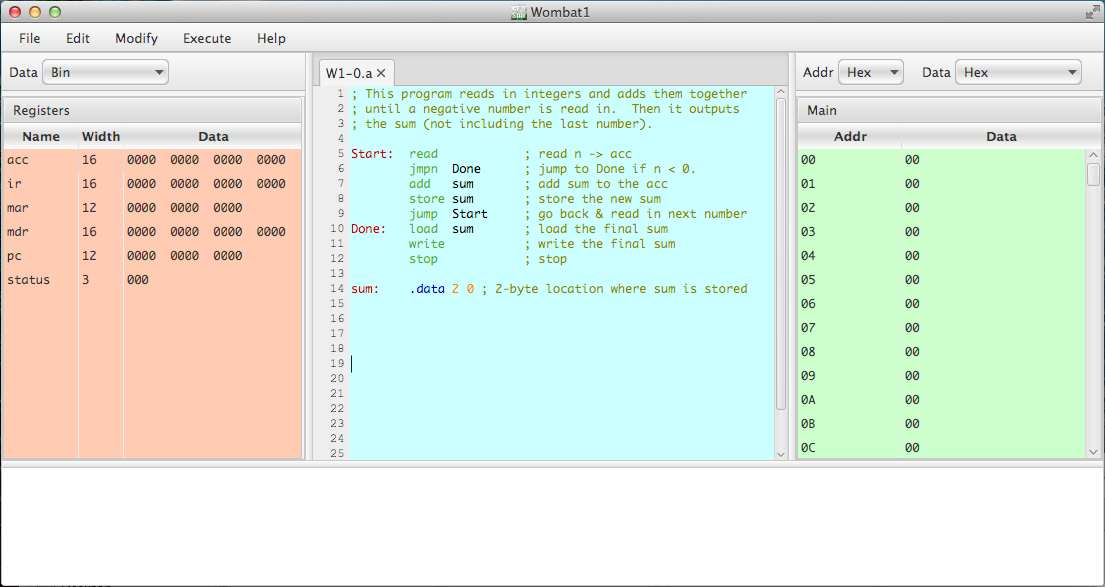 Wombat1
File Edit Modify Execute Help
Data Bin
Registers
Name Width Data
acc 16 0000 0000 0000 0000
ir 16 0000 0000 0000 0000
mar 12 0000 0000 0000
mdr 16 0000 0000 0000 0000
pc 12 0000 0000 0000
status 3 000
W1-0.a
1 ; This program reads in integers and adds them together
2 ; until a negative number is read in.  Then it outputs
3 ; the sum (not including the last number).
4
5 Start:  read            ; read n -> acc
6         jmpn  Done      ; jump to Done if n < 0.
7         add   sum       ; add sum to the acc
8         store sum       ; store the new sum
9         jump  Start     ; go back & read in next number
10 Done:   load  sum       ; load the final sum
11         write           ; write the final sum
12         stop            ; stop
13
14 sum:    .data 2 0 ; 2-byte location where sum is stored
15
16
17
18
19
20
21
22
23
24
25
Addr Hex Data Hex
Main
Addr Data
00 00
01 00
02 00
03 00
04 00
05 00
06 00
07 00
08 00
09 00
0A 00
0B 00
0C 00